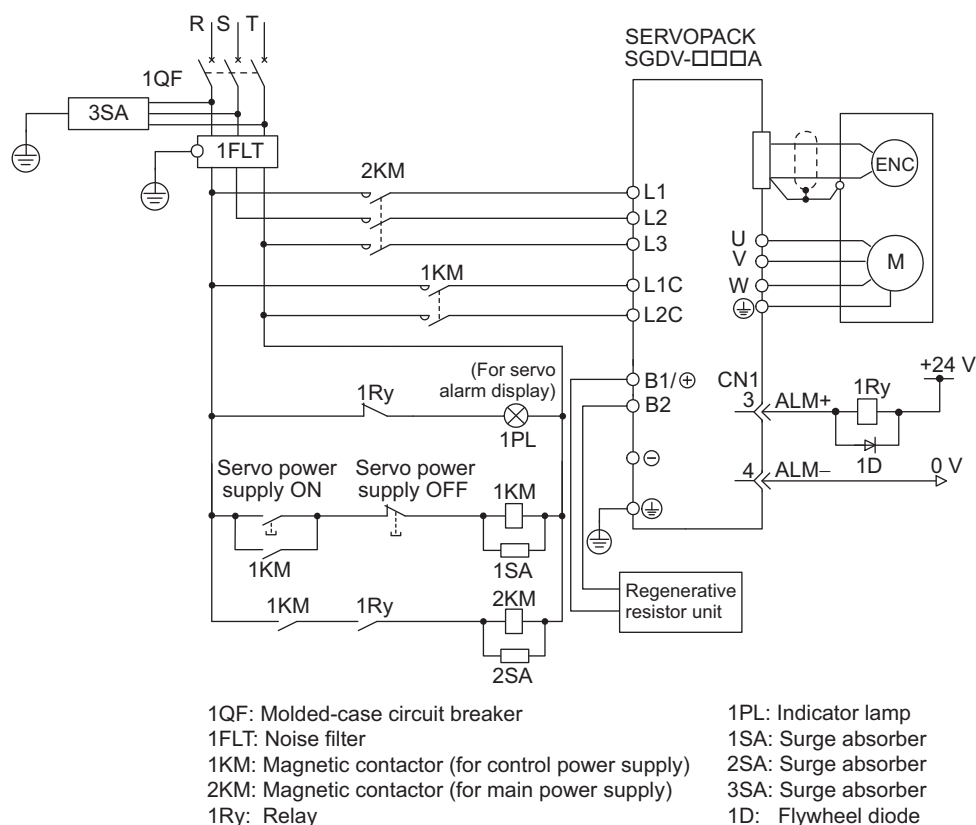 R S T
SERVOPACK
SGDV-□□□A
1QF
3SA
1FLT
2KM
ENC
L1
L2
L3
U
V
W
M
1KM
L1C
L2C
(For servo
alarm display)
1Ry
1PL
B1/⊕
B2
CN1
3
ALM+
1Ry
+24 V
1D
⊖
4
ALM−
0 V
Servo power
supply ON
Servo power
supply OFF
1KM
1KM
1SA
1KM
1Ry
2KM
2SA
Regenerative
resistor unit
1QF: Molded-case circuit breaker
1FLT: Noise filter
1KM: Magnetic contactor (for control power supply)
2KM: Magnetic contactor (for main power supply)
1Ry: Relay
1PL: Indicator lamp
1SA: Surge absorber
2SA: Surge absorber
3SA: Surge absorber
1D: Flywheel diode